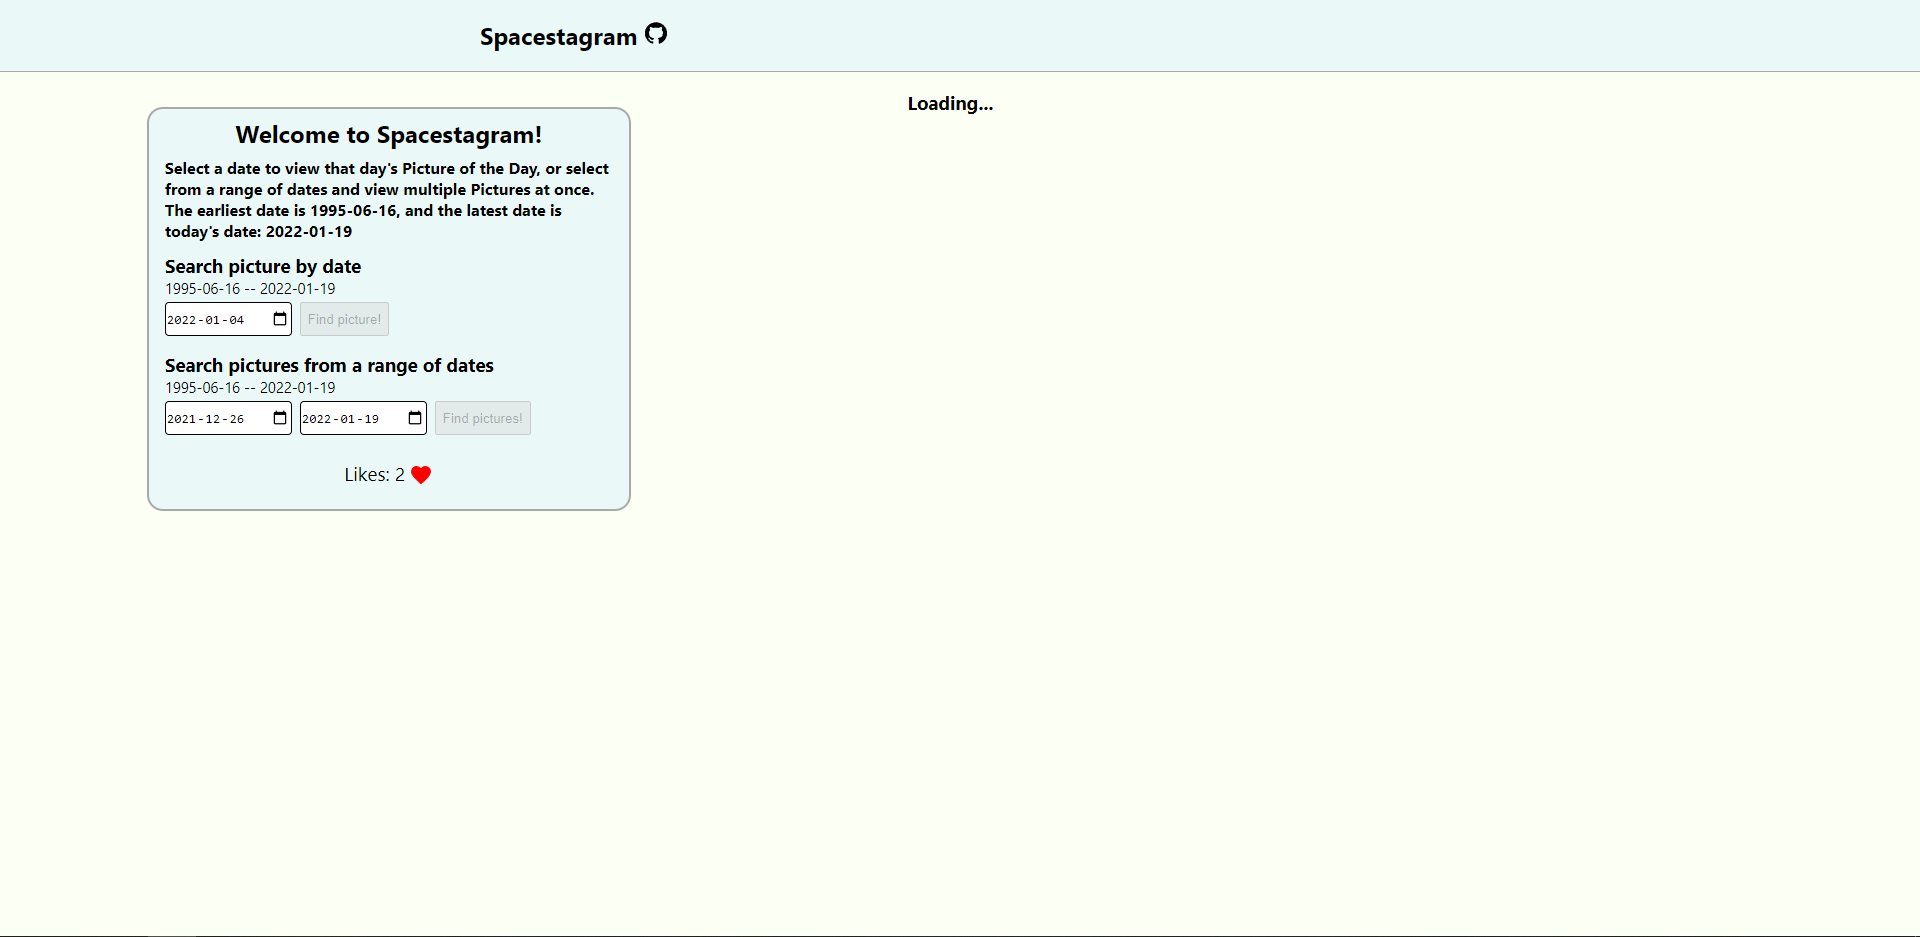 Spacestagram
Loading...
Welcome to Spacestagram!
Select a date to view that day's Picture of the Day, or select
from a range of dates and view multiple Pictures at once.
The earliest date is 1995-06-16, and the latest date is
today's date: 2022-01-19
Search picture by date
1995-06-16 -- 2022-01-19
2022-01-04 Find picture!
Search pictures from a range of dates
1995-06-16 -- 2022-01-19
2021-12-26 2022-01-19 Find pictures!
Likes: 2